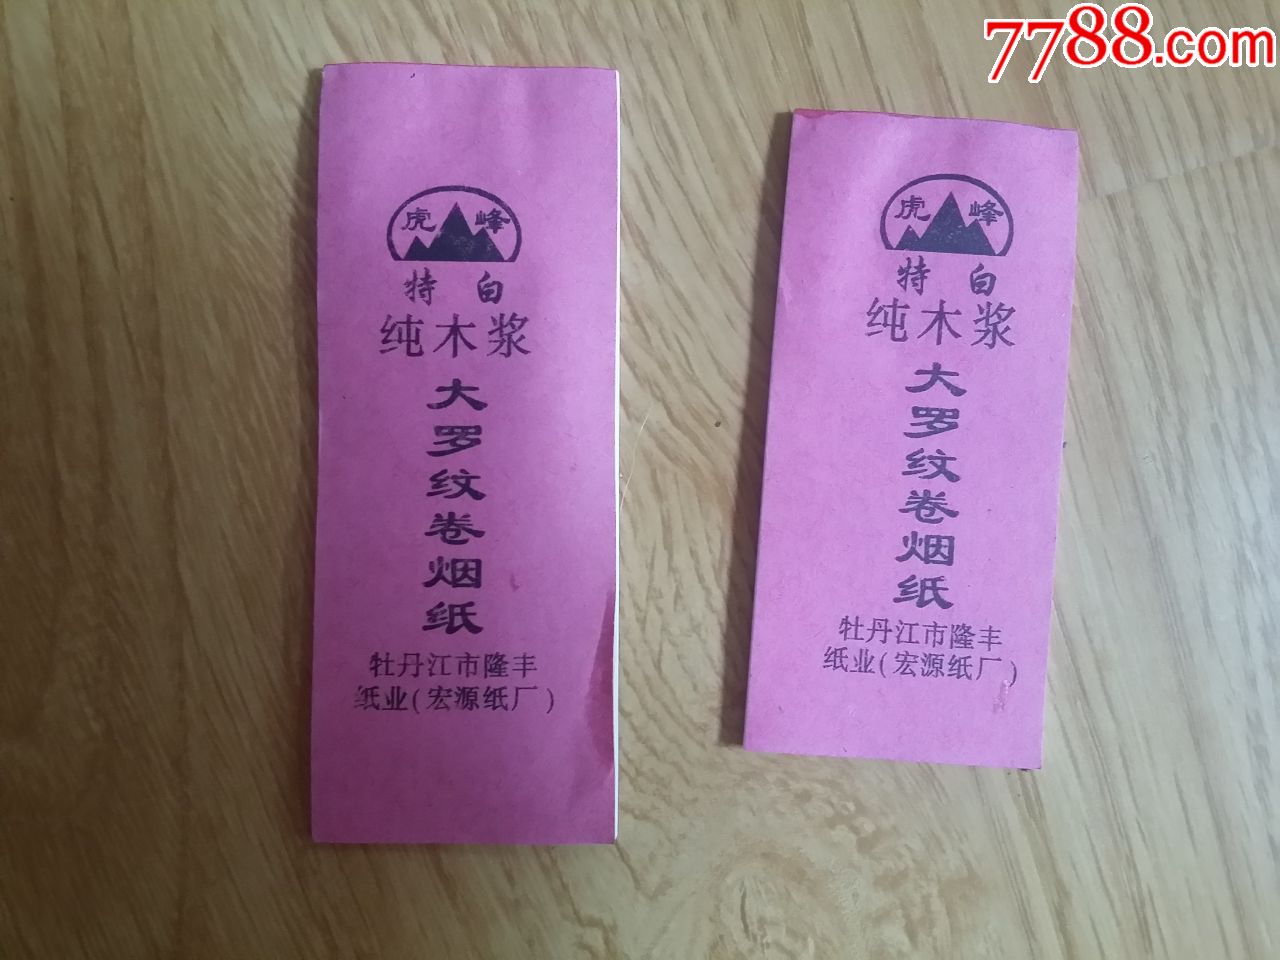 7788.com
虎峰
特白
纯木浆
大罗纹卷烟纸
牡丹江市隆丰
纸业(宏源纸厂)
虎峰
特白
纯木浆
大罗纹卷烟纸
牡丹江市隆丰
纸业(宏源纸厂)